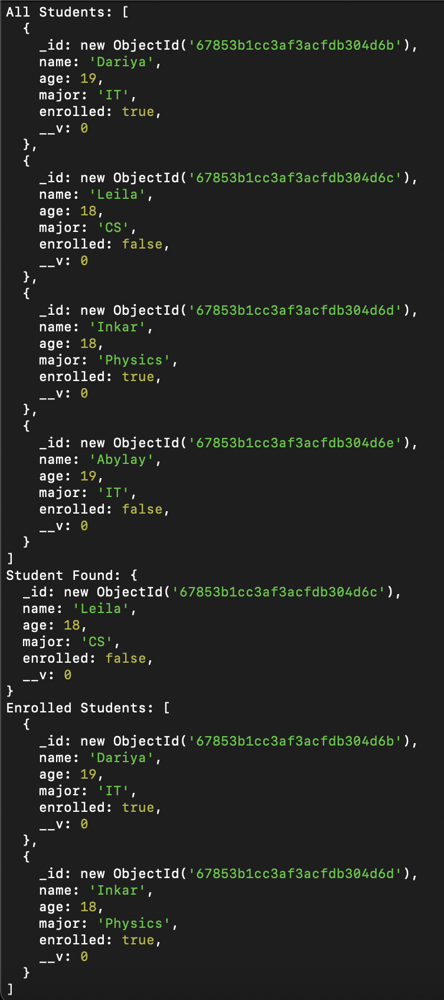 All Students: [
  {
    _id: new ObjectId('67853b1cc3af3acfdb304d6b'),
    name: 'Dariya',
    age: 19,
    major: 'IT',
    enrolled: true,
    __v: 0
  },
  {
    _id: new ObjectId('67853b1cc3af3acfdb304d6c'),
    name: 'Leila',
    age: 18,
    major: 'CS',
    enrolled: false,
    __v: 0
  },
  {
    _id: new ObjectId('67853b1cc3af3acfdb304d6d'),
    name: 'Inkar',
    age: 18,
    major: 'Physics',
    enrolled: true,
    __v: 0
  },
  {
    _id: new ObjectId('67853b1cc3af3acfdb304d6e'),
    name: 'Abylay',
    age: 19,
    major: 'IT',
    enrolled: false,
    __v: 0
  }
]
Student Found: {
  _id: new ObjectId('67853b1cc3af3acfdb304d6c'),
  name: 'Leila',
  age: 18,
  major: 'CS',
  enrolled: false,
  __v: 0
}
Enrolled Students: [
  {
    _id: new ObjectId('67853b1cc3af3acfdb304d6b'),
    name: 'Dariya',
    age: 19,
    major: 'IT',
    enrolled: true,
    __v: 0
  },
  {
    _id: new ObjectId('67853b1cc3af3acfdb304d6d'),
    name: 'Inkar',
    age: 18,
    major: 'Physics',
    enrolled: true,
    __v: 0
  }
]